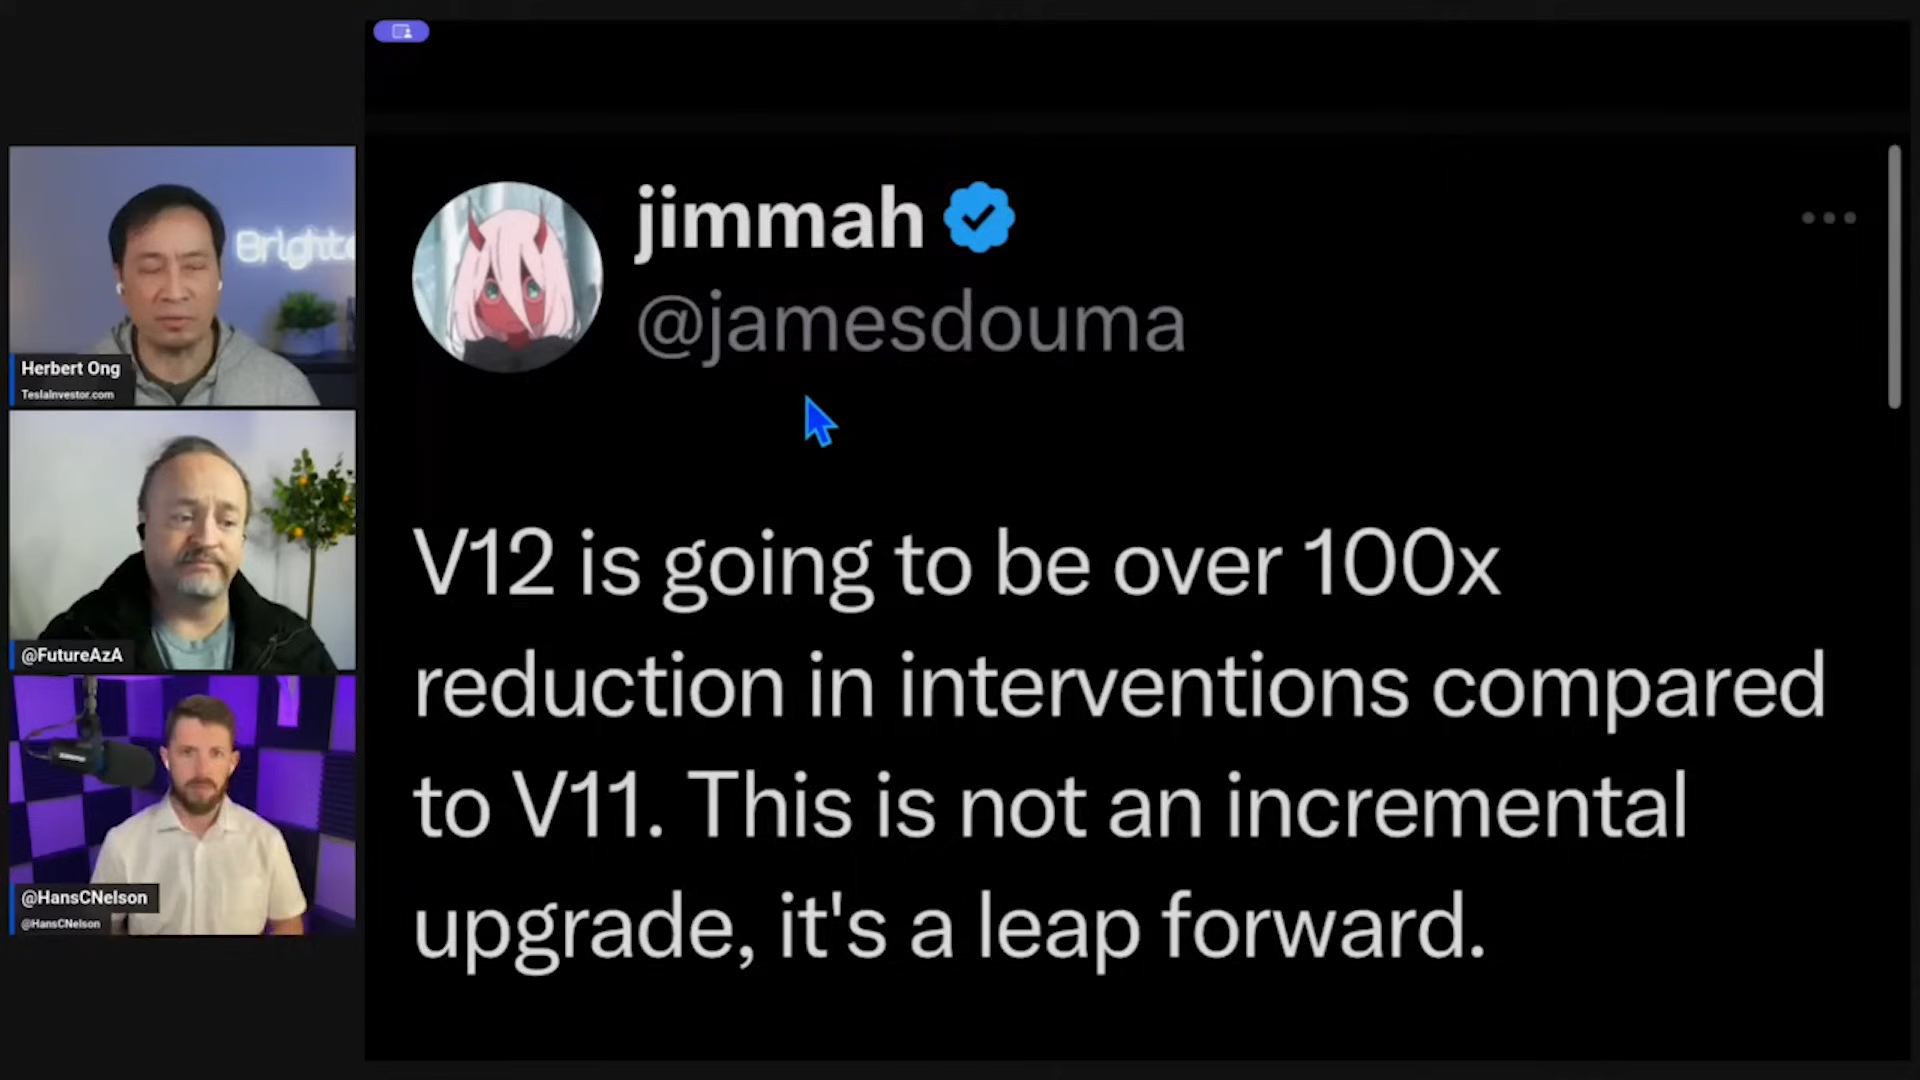 Brighte
Herbert Ong
TeslaInvestor.com
@FutureAzA
@HansCNelson
@HansCNelson
jimmah
@jamesdouma
V12 is going to be over 100x
reduction in interventions compared
to V11. This is not an incremental
upgrade, it's a leap forward.